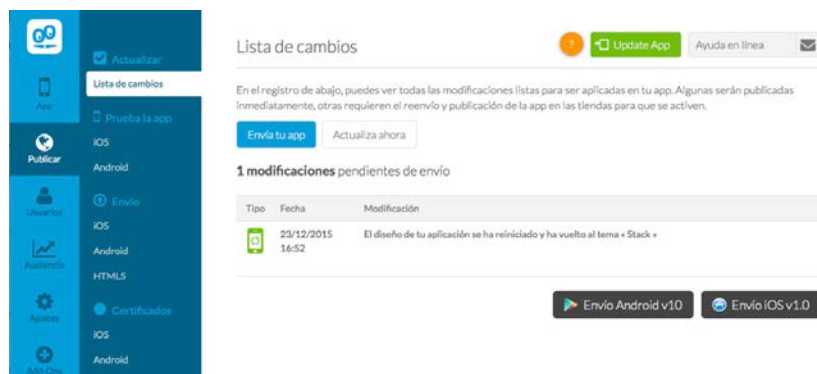 App
Publicar
Usuarios
Audiencia
Ajustes
Add-Ons
Actualizar
Lista de cambios
Prueba la app
iOS
Android
Envío
iOS
Android
HTML5
Certificados
iOS
Android
Lista de cambios
?
Update App
Ayuda en línea
En el registro de abajo, puedes ver todas las modificaciones listas para ser aplicadas en tu app. Algunas serán publicadas
inmediatamente, otras requieren el reenvío y publicación de la app en las tiendas para que se activen.
Envía tu app
Actualiza ahora
1 modificaciones pendientes de envío
Tipo Fecha Modificación
23/12/2015 El diseño de tu aplicación se ha reiniciado y ha vuelto al tema « Stack »
16:52
Envío Android v10
Envío iOS v1.0